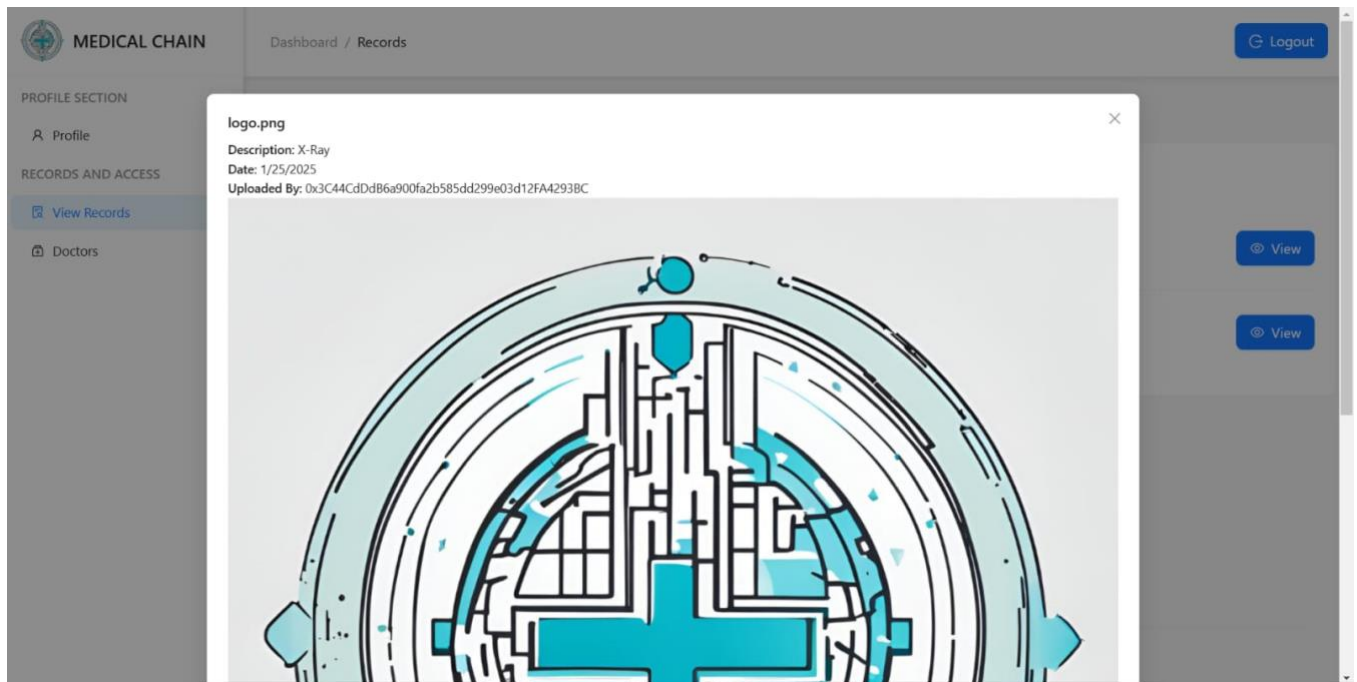 MEDICAL CHAIN
Dashboard / Records
Logout
PROFILE SECTION
Profile
RECORDS AND ACCESS
View Records
Doctors
logo.png
Description: X-Ray
Date: 1/25/2025
Uploaded By: 0x3C44CdDdB6a900fa2b585dd299e03d12FA4293BC
View
View